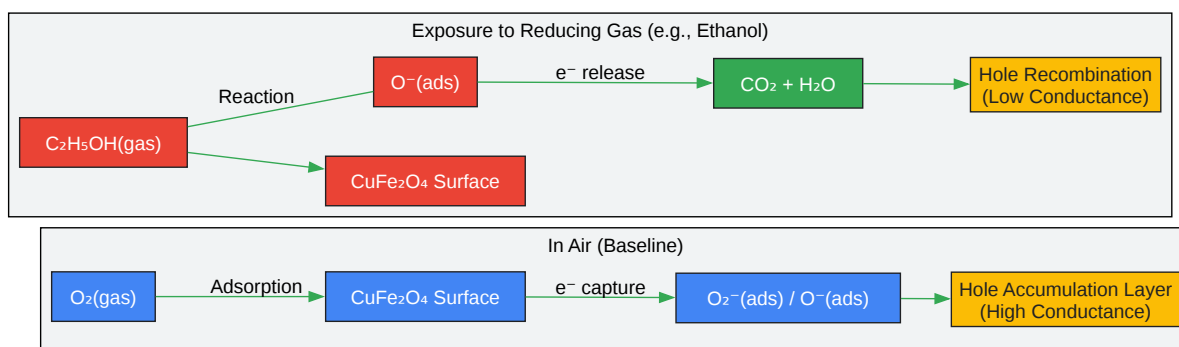 Exposure to Reducing Gas (e.g., Ethanol)
O⁻(ads)
e⁻ release
CO₂ + H₂O
Hole Recombination
(Low Conductance)
Reaction
C₂H₅OH(gas)
CuFe₂O₄ Surface
In Air (Baseline)
O₂(gas)
Adsorption
CuFe₂O₄ Surface
e⁻ capture
O₂⁻(ads) / O⁻(ads)
Hole Accumulation Layer
(High Conductance)